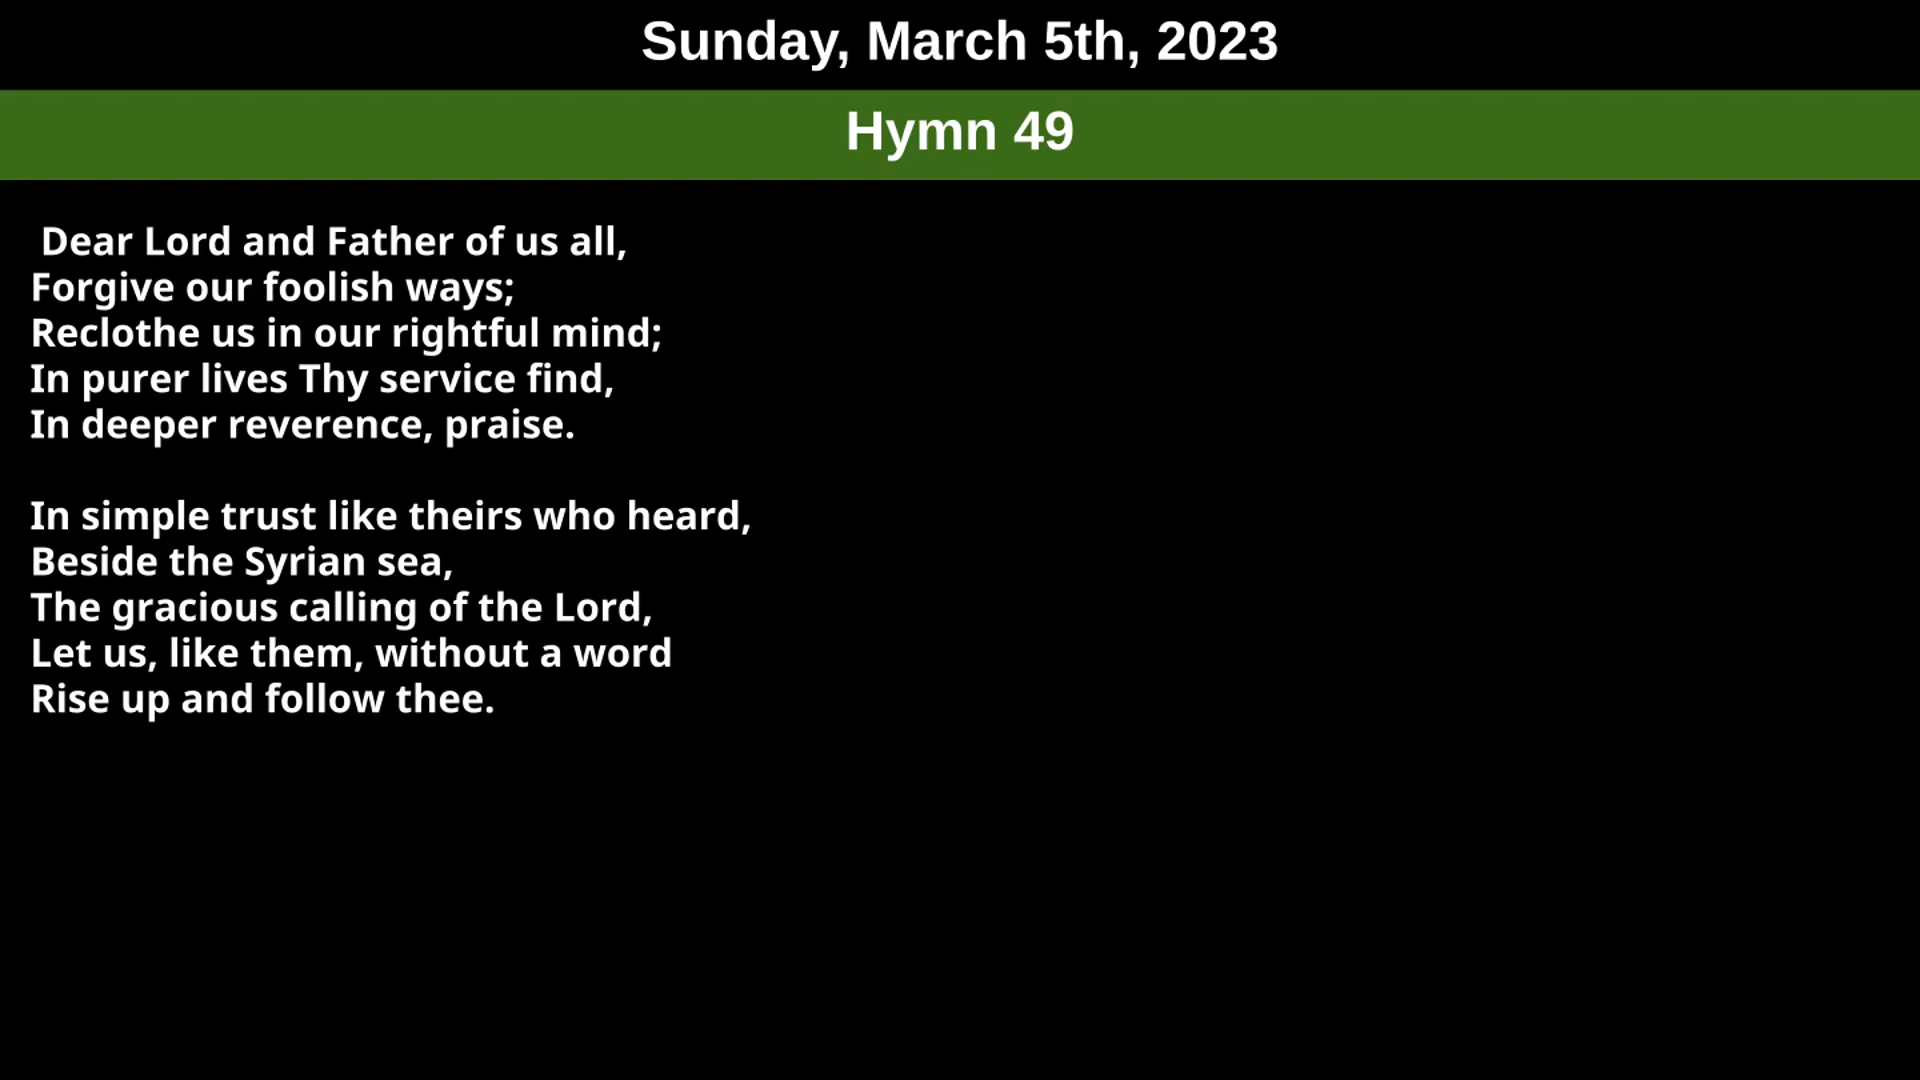 Sunday, March 5th, 2023
Hymn 49
Dear Lord and Father of us all,
Forgive our foolish ways;
Reclothe us in our rightful mind;
In purer lives Thy service find,
In deeper reverence, praise.
In simple trust like theirs who heard,
Beside the Syrian sea,
The gracious calling of the Lord,
Let us, like them, without a word
Rise up and follow thee.